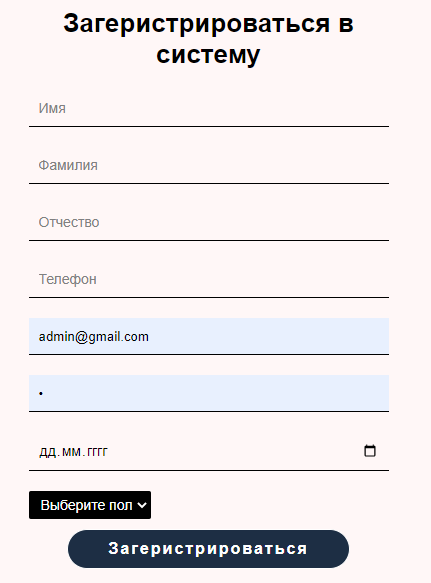 Загеристрироваться в
систему
Имя
Фамилия
Отчество
Телефон
admin@gmail.com
•
дд.мм.гггг
Выберите пол
Загеристрироваться